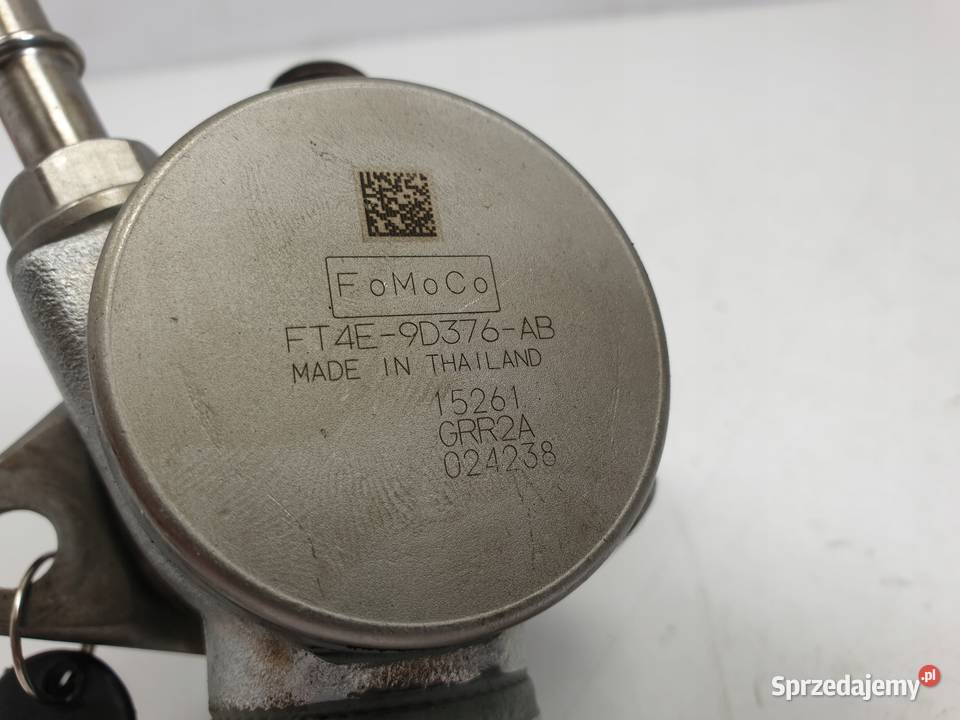 FoMoCo
FT4E-9D376-AB
MADE IN THAILAND
15261
GRR2A
024238
Sprzedajemy.pl